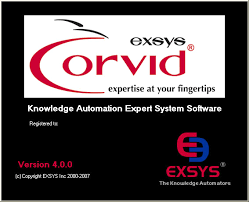 exsys
Corvid®
expertise at your fingertips
Knowledge Automation Expert System Software
Registered to:
Version 4.0.0
(c) Copyright EXSYS Inc 2000-2007
EXSYS®
The Knowledge Automators